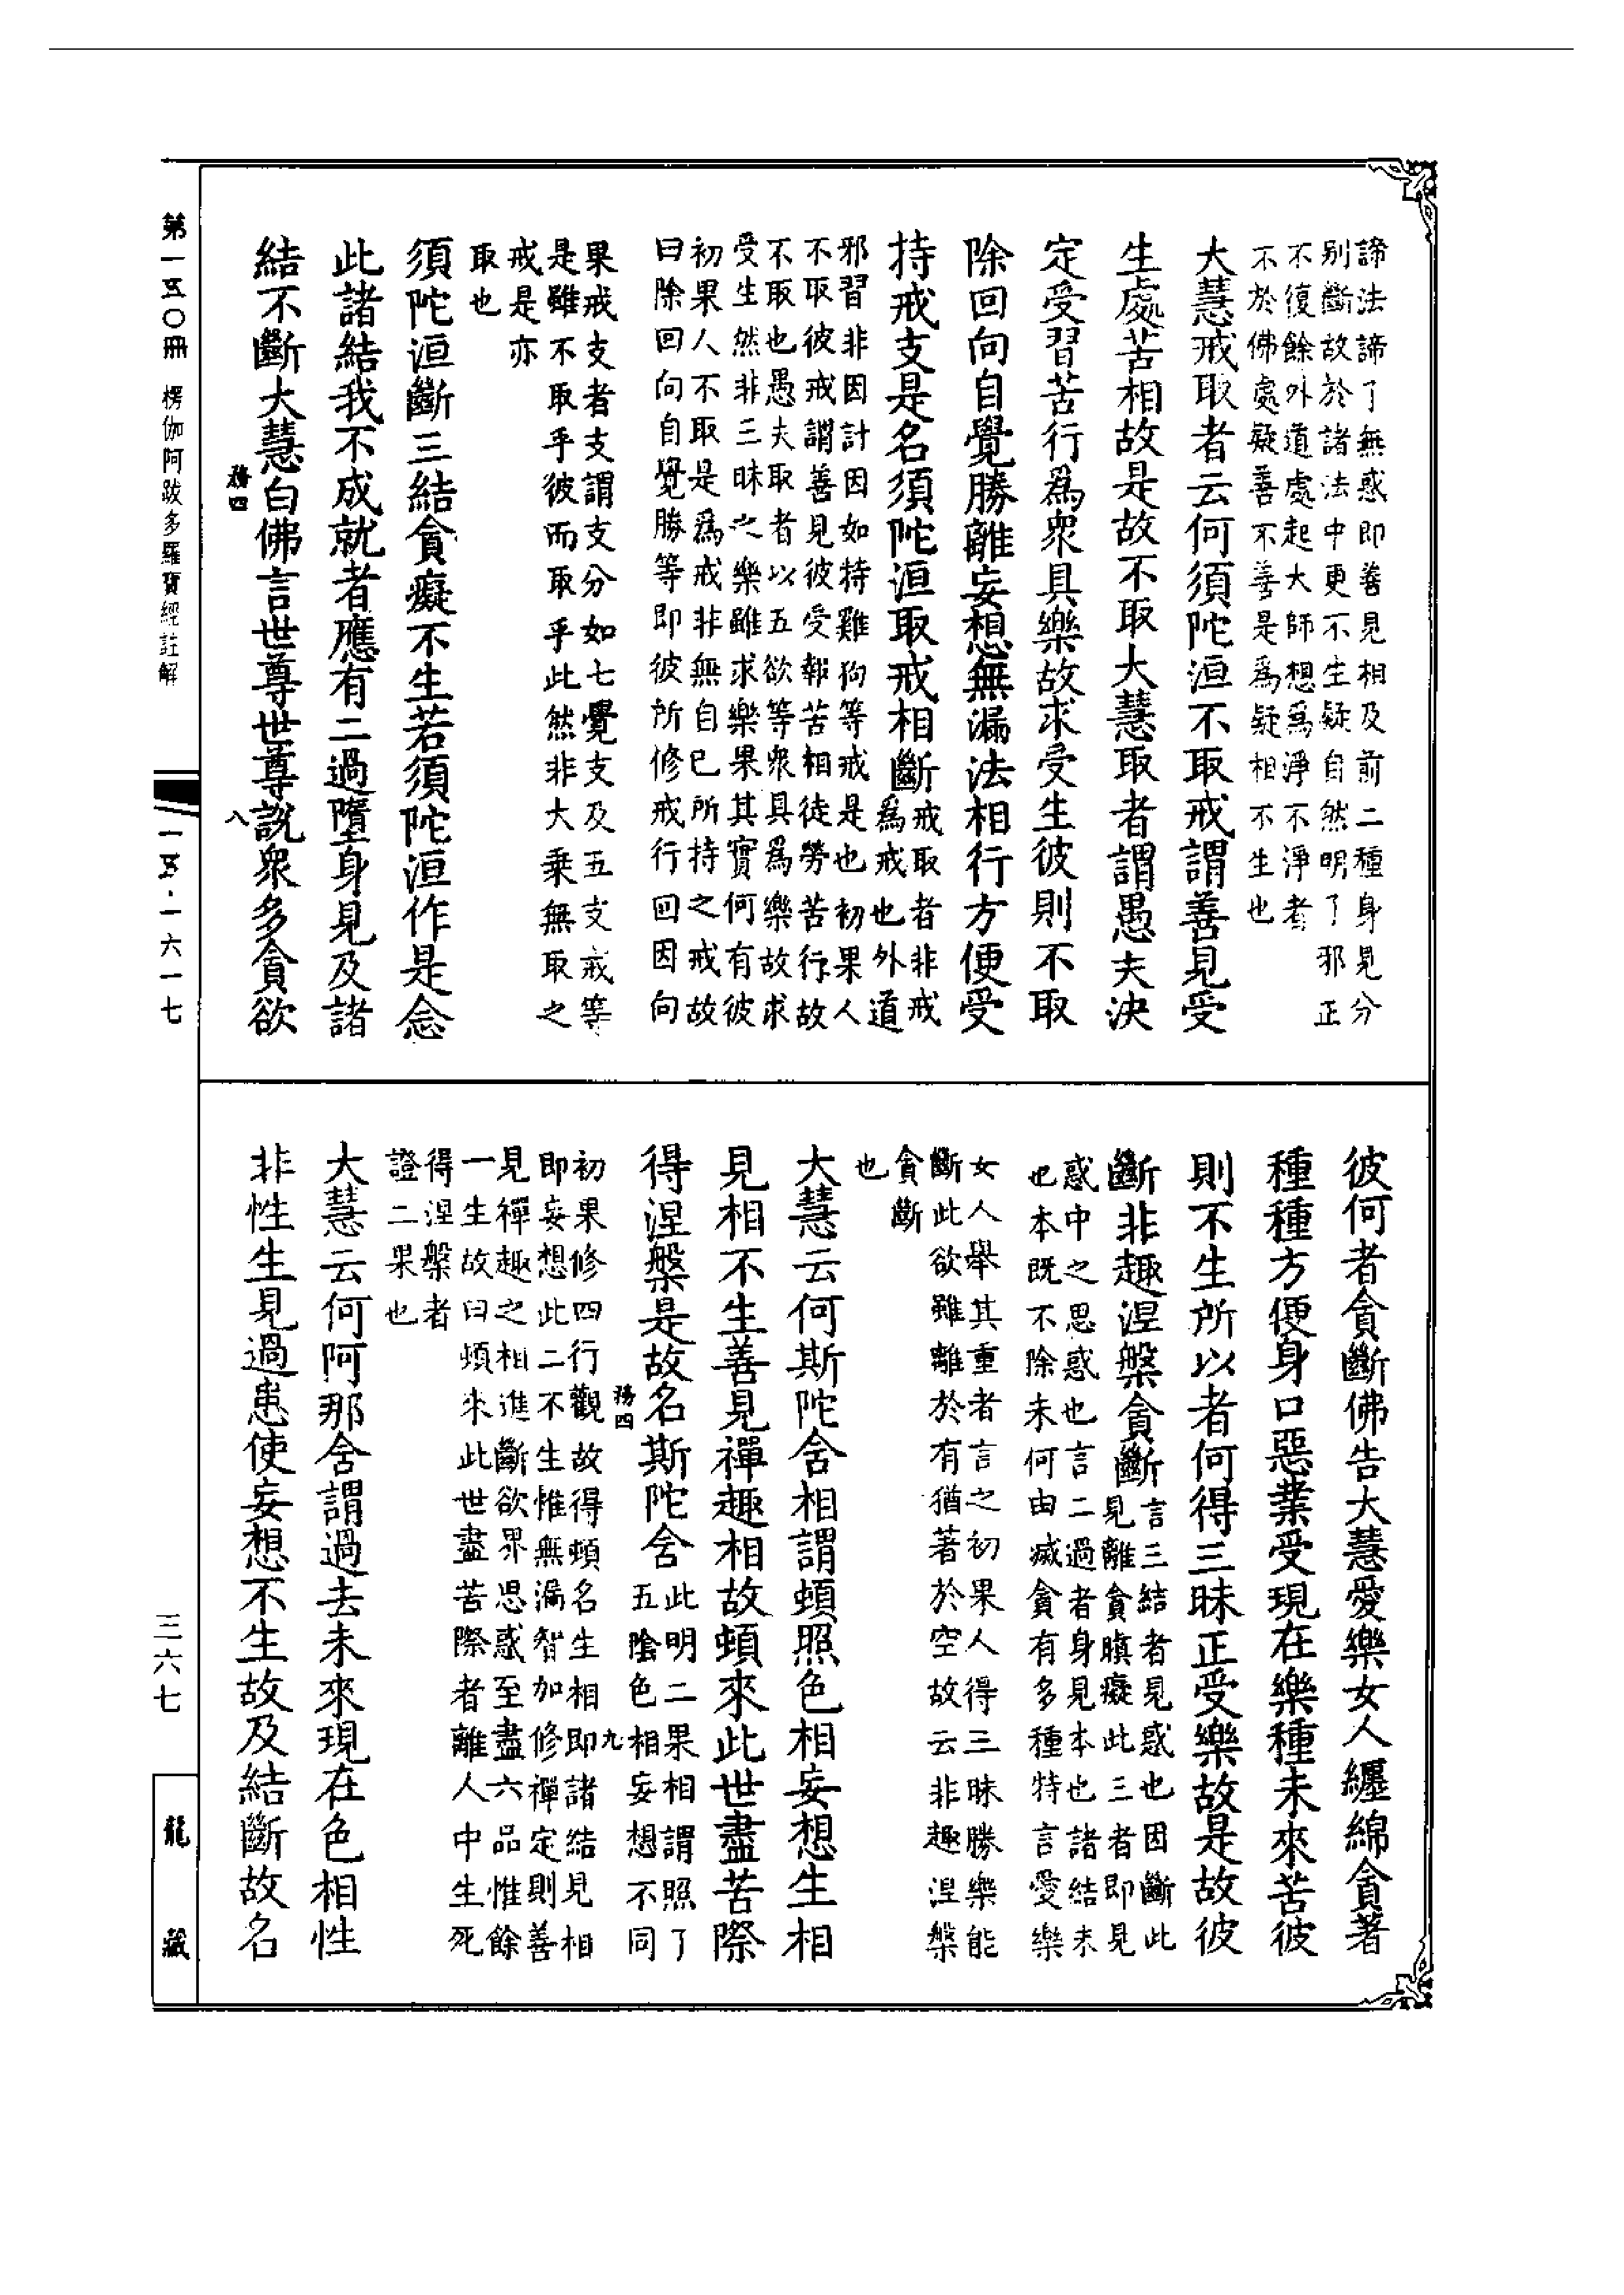 諦法諦了無惑即善見相及前二種身見分
别斷故於諸法中更不生疑自然明了邪正
不復餘外道處起大師想爲淨不淨者
不於佛處疑善不善是爲疑相不生也
大慧戒取者云何須陀洹不取戒謂善見受
生處苦相故是故不取大慧取者謂愚夫決
定受習苦行爲衆具樂故求受生彼則不取
除回向自覺勝離妄想無漏法相行方便受
持戒支是名須陀洹取戒相斷
戒取者非戒
爲戒也外道
邪習非因計因如持雞狗等戒是也初果人
不取彼戒謂善見彼受報苦相徒勞苦行故
不取也愚夫取者以五欲等衆具爲樂故求
受生然非三昧之樂雖求樂果其實何有彼
初果人不取是爲戒非無自已所持之戒故
曰除回向自覺勝等即彼所修戒行回因向
果戒支者支謂支分如七覺支及五支戒等
是雖不取乎彼而取乎此然非大乘無取之
戒是亦
取也
須陀洹斷三結貪癡不生若須陀洹作是念
此諸結我不成就者應有二過墮身見及諸
結不斷大慧白佛言世尊世尊説衆多貪欲
務四
八
第一五〇冊 楞伽阿跋多羅寶經註解
一五·一六一七
彼何者貪斷佛告大慧愛樂女人纒綿貪著
種種方便身口惡業受現在樂種未來苦彼
則不生所以者何得三昧正受樂故是故彼
斷非趣涅槃貪斷
言三結者見惑也因斷此
見離貪瞋癡此三者即見
惑中之思惑也言二過者身見本也諸結末
也本既不除末何由滅貪有多種特言愛樂
女人舉其重者言之初果人得三昧勝樂能
斷此欲雖離於有猶著於空故云非趣涅槃
貪斷
也
大慧云何斯陀舍相謂頓照色相妄想生相
見相不生善見禪趣相故頓來此世盡苦際
得涅槃是故名斯陀舍
此明二果相謂照了
五陰色相妄想不同
務四
九
初果修四行觀故得頓名生相即諸結見相
即妄想此二不生惟無漏智加修禪定則善
見禪趣之相進斷欲界思惑至盡六品惟餘
一生故曰頓來此世盡苦際者離人中生死
得涅槃者
證二果也
大慧云何阿那舍謂過去未來現在色相性
非性生見過患使妄想不生故及結斷故名
三六七
龍藏